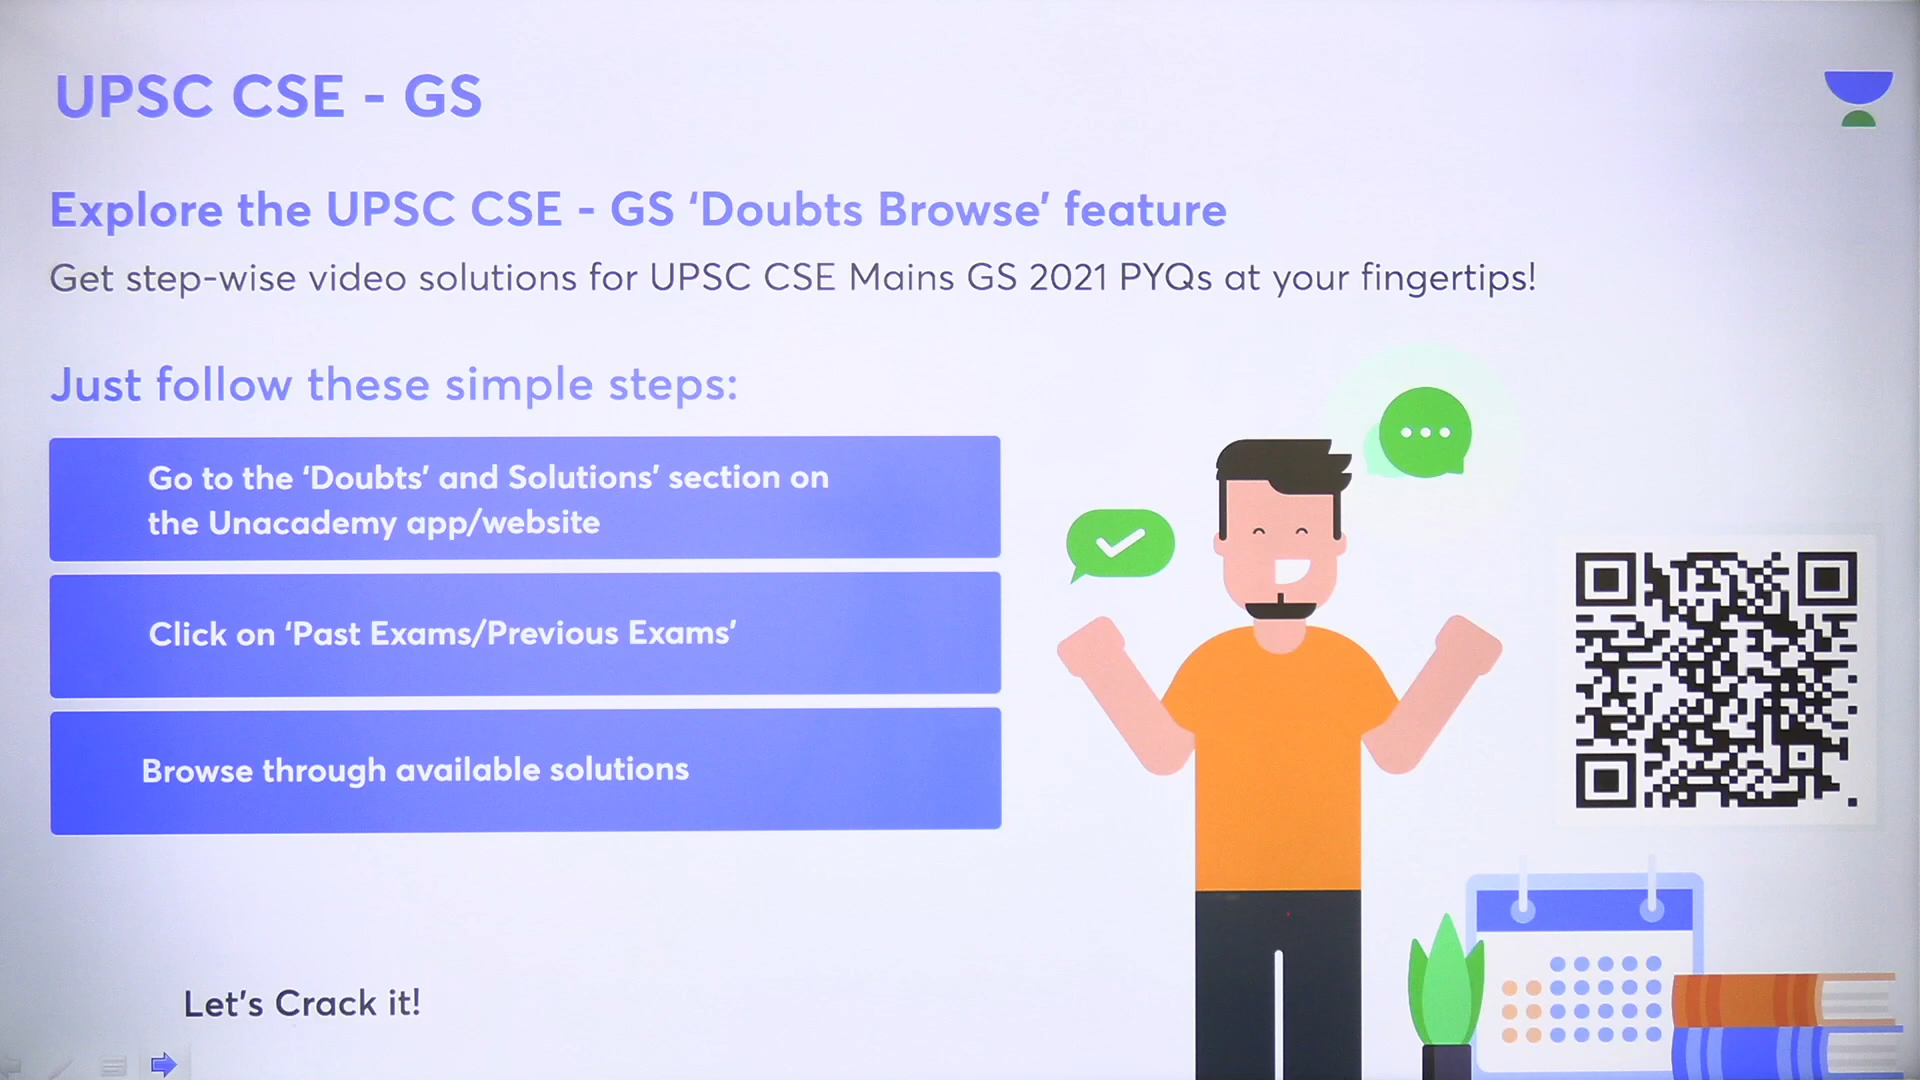 UPSC CSE - GS
Explore the UPSC CSE - GS ‘Doubts Browse’ feature
Get step-wise video solutions for UPSC CSE Mains GS 2021 PYQs at your fingertips!
Just follow these simple steps:
Go to the ‘Doubts’ and Solutions’ section on
the Unacademy app/website
Click on ‘Past Exams/Previous Exams’
Browse through available solutions
Let’s Crack it!